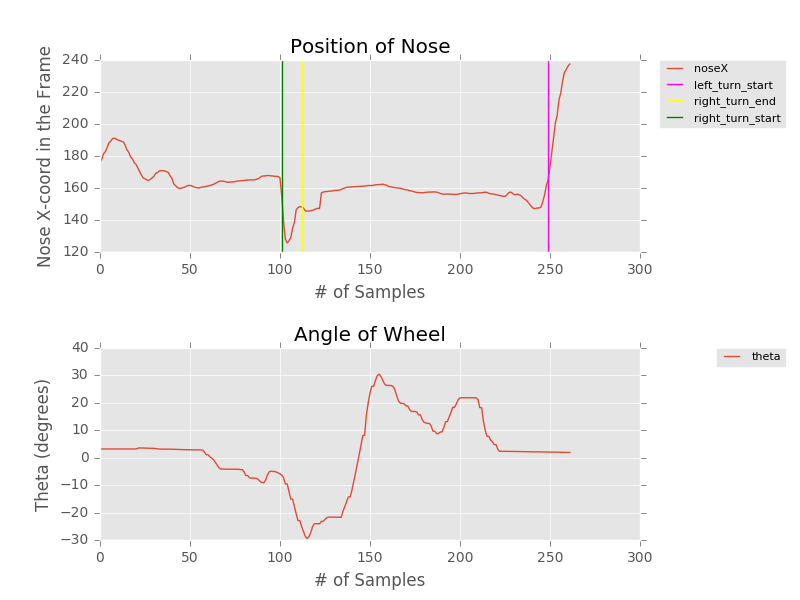 Position of Nose
Nose X-coord in the Frame
240
220
200
180
160
140
120
0 50 100 150 200 250 300
# of Samples
noseX
left_turn_start
right_turn_end
right_turn_start
Angle of Wheel
Theta (degrees)
40
30
20
10
0
−10
−20
−30
0 50 100 150 200 250 300
# of Samples
theta